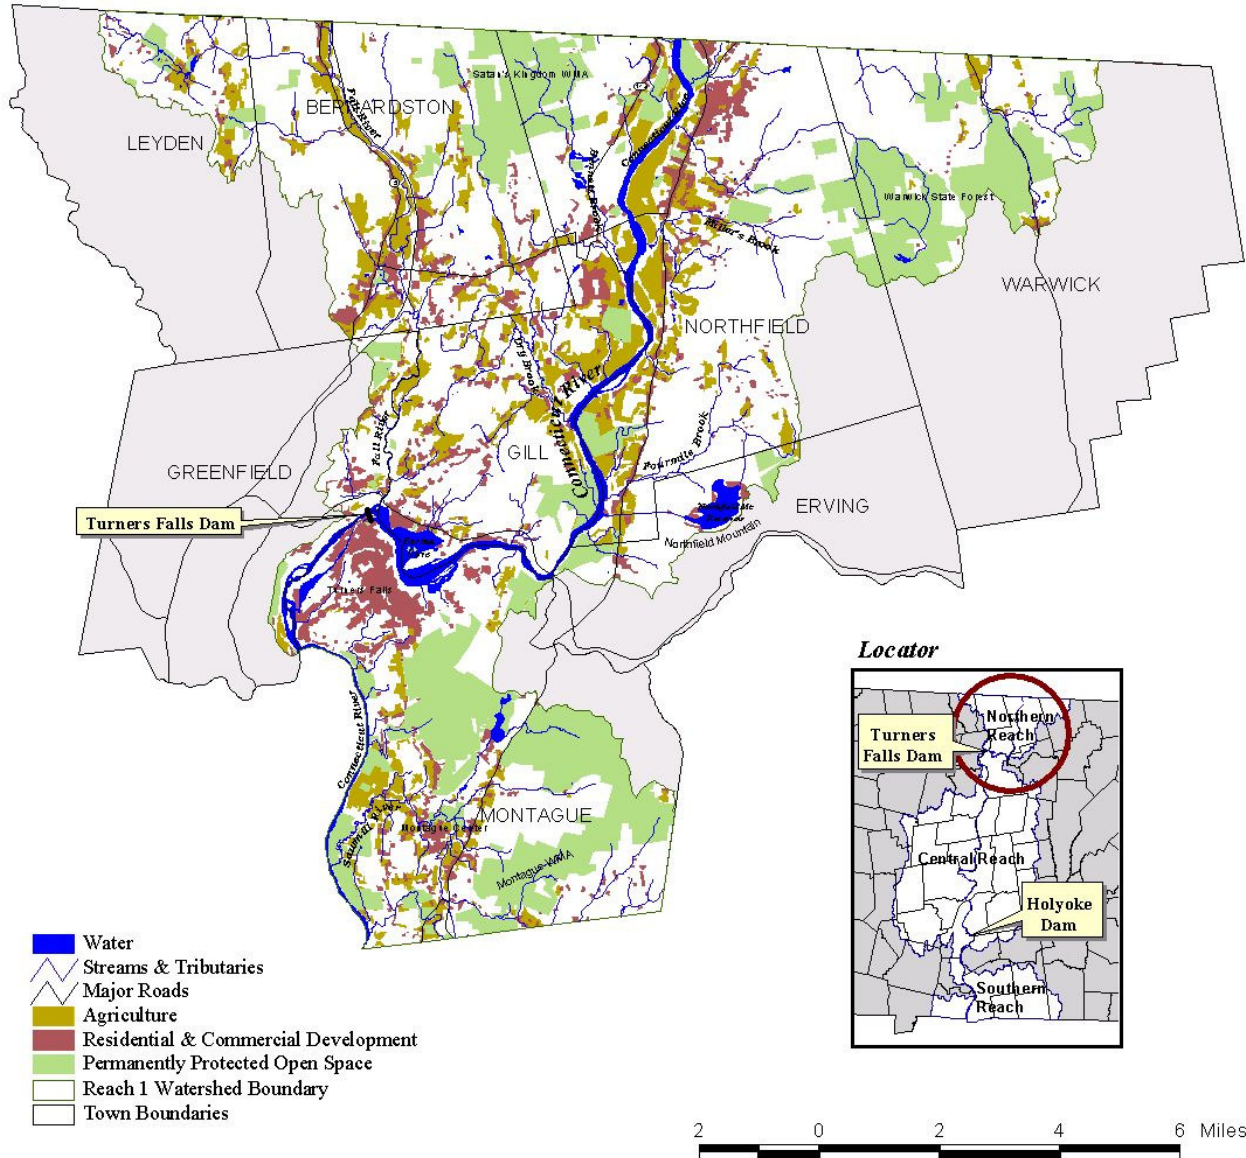 Satan's Kingdom WMA
BERNARDSTON
Fall River
LEYDEN
Connecticut River
Bennett Brook
Warwick State Forest
Miller's Brook
WARWICK
NORTHFIELD
Dry Brook
Connecticut River
Fall River
GILL
Fourmile Brook
GREENFIELD
ERVING
Turners Falls Dam
Northfield Mountain
Turners Falls
Connecticut River
Sawmill River
Montague Center
MONTAGUE
Montague WMA
Locator
Northern
Reach
Turners
Falls Dam
Central Reach
Holyoke
Dam
Southern
Reach
Water
Streams & Tributaries
Major Roads
Agriculture
Residential & Commercial Development
Permanently Protected Open Space
Reach 1 Watershed Boundary
Town Boundaries
2 0 2 4 6 Miles